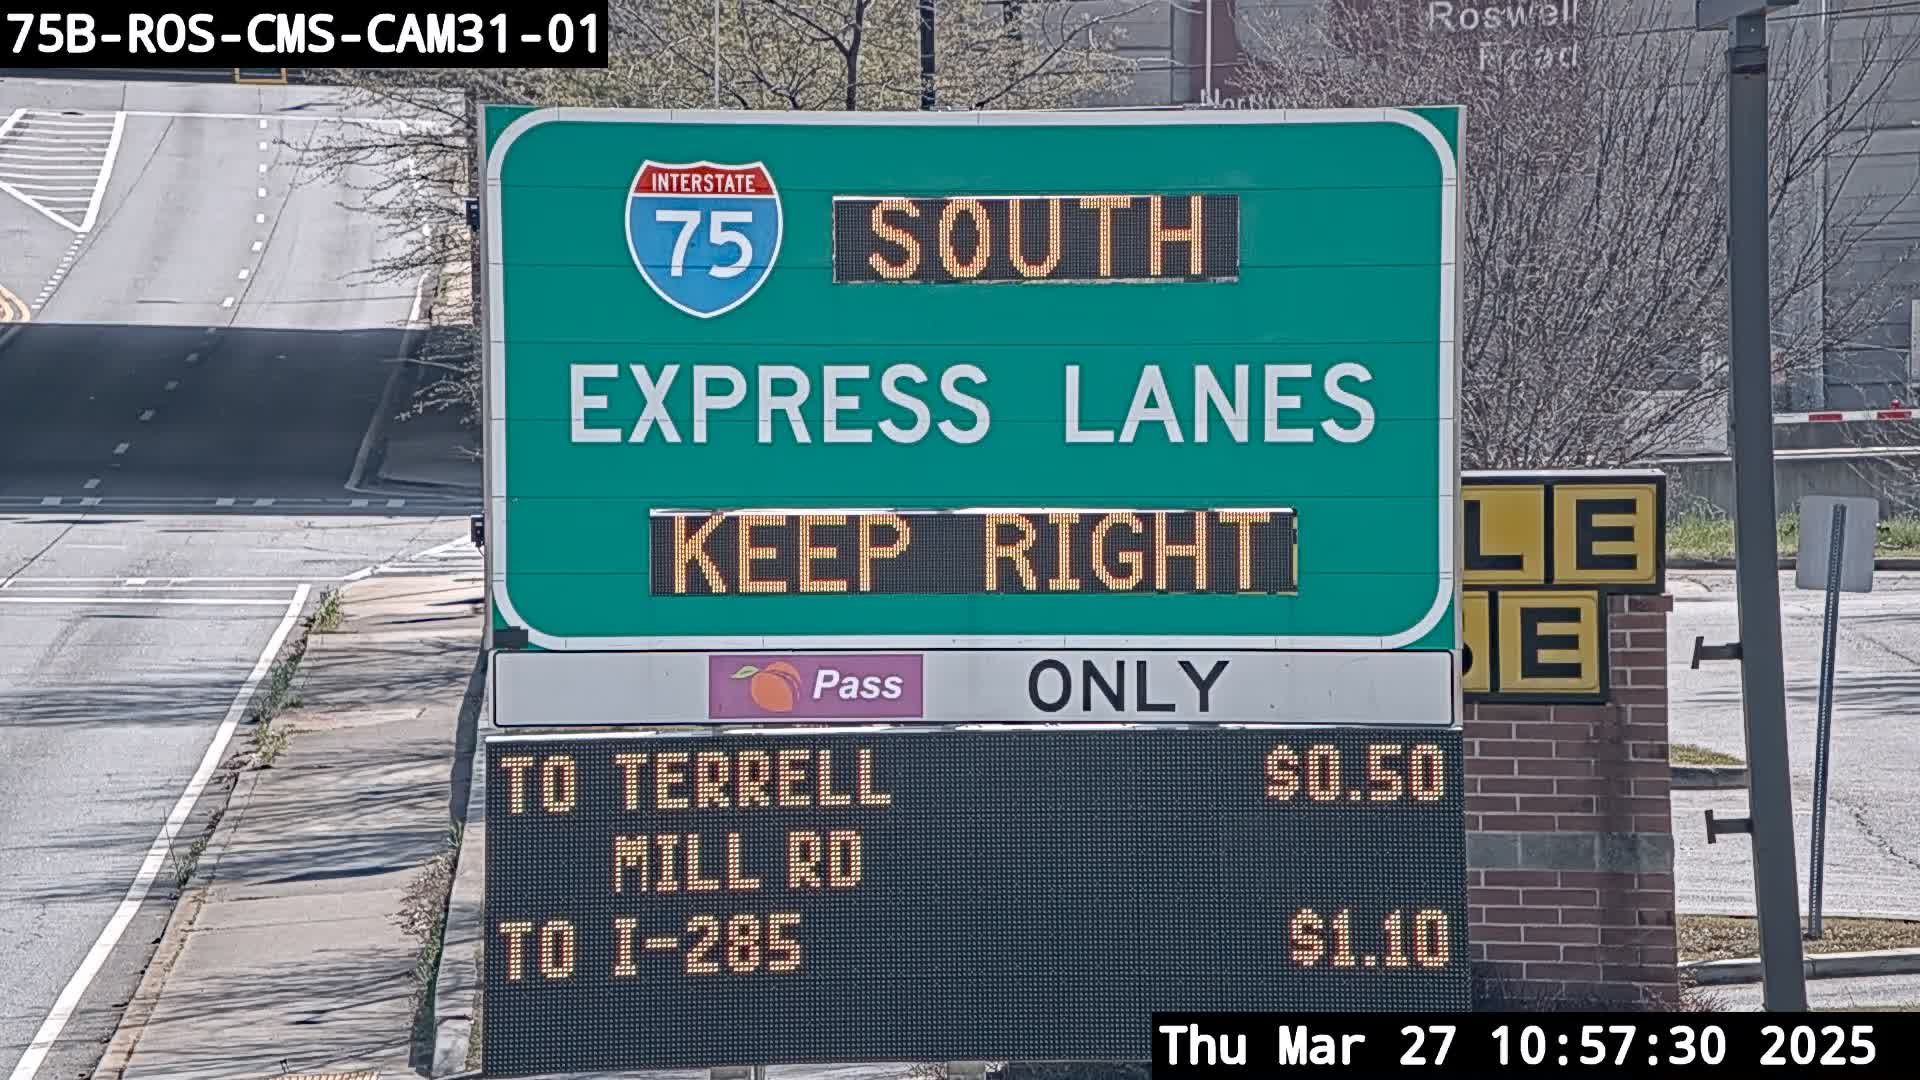 75B-ROS-CMS-CAM31-01
Roswell
Road
INTERSTATE
75
SOUTH
EXPRESS LANES
KEEP RIGHT
LE
E
Pass ONLY
TO TERRELL $0.50
MILL RD
TO I-285 $1.10
Thu Mar 27 10:57:30 2025